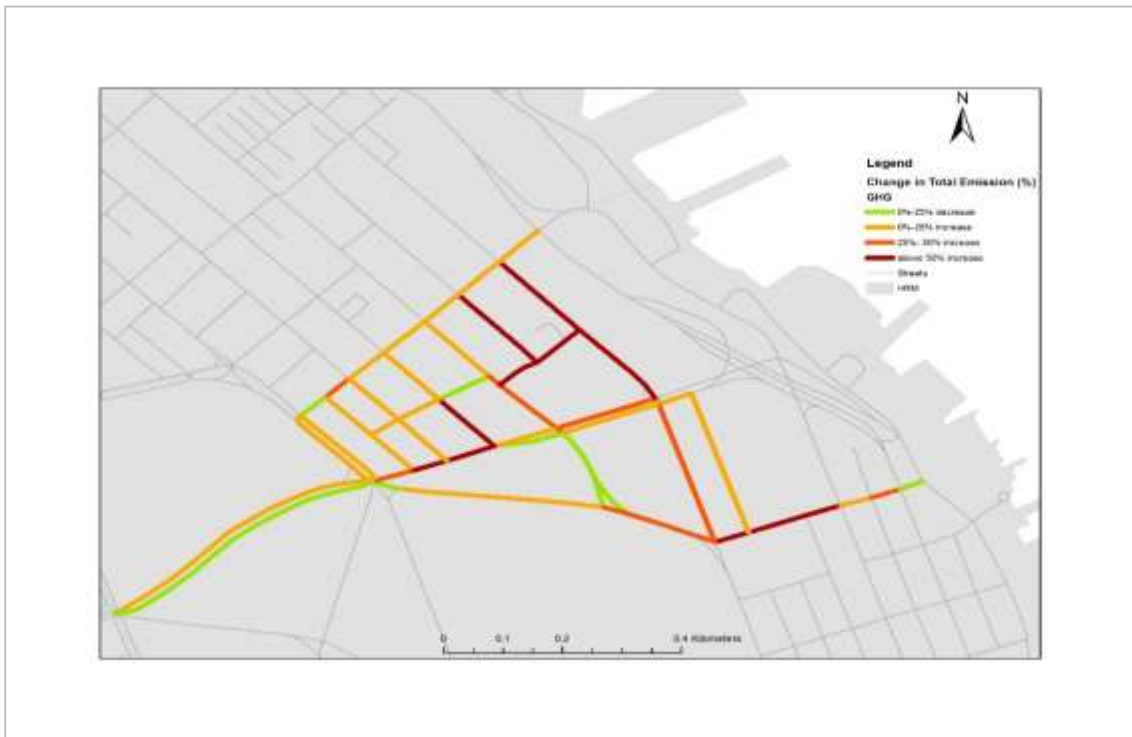 N
Legend
Change in Total Emission (%)
GHG
0%-25% decrease
0%-25% increase
25%- 50% increase
above 50% increase
Streets
HRM
0 0.1 0.2 0.4 Kilometers